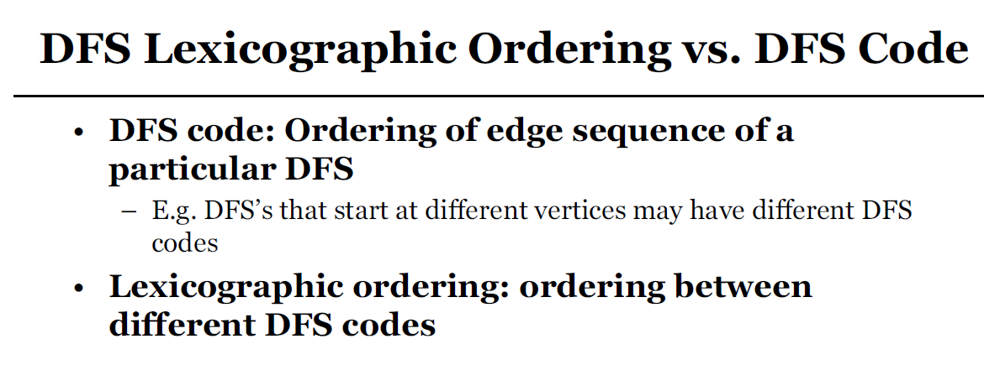 DFS Lexicographic Ordering vs. DFS Code
• DFS code: Ordering of edge sequence of a
particular DFS
– E.g. DFS’s that start at different vertices may have different DFS
codes
• Lexicographic ordering: ordering between
different DFS codes